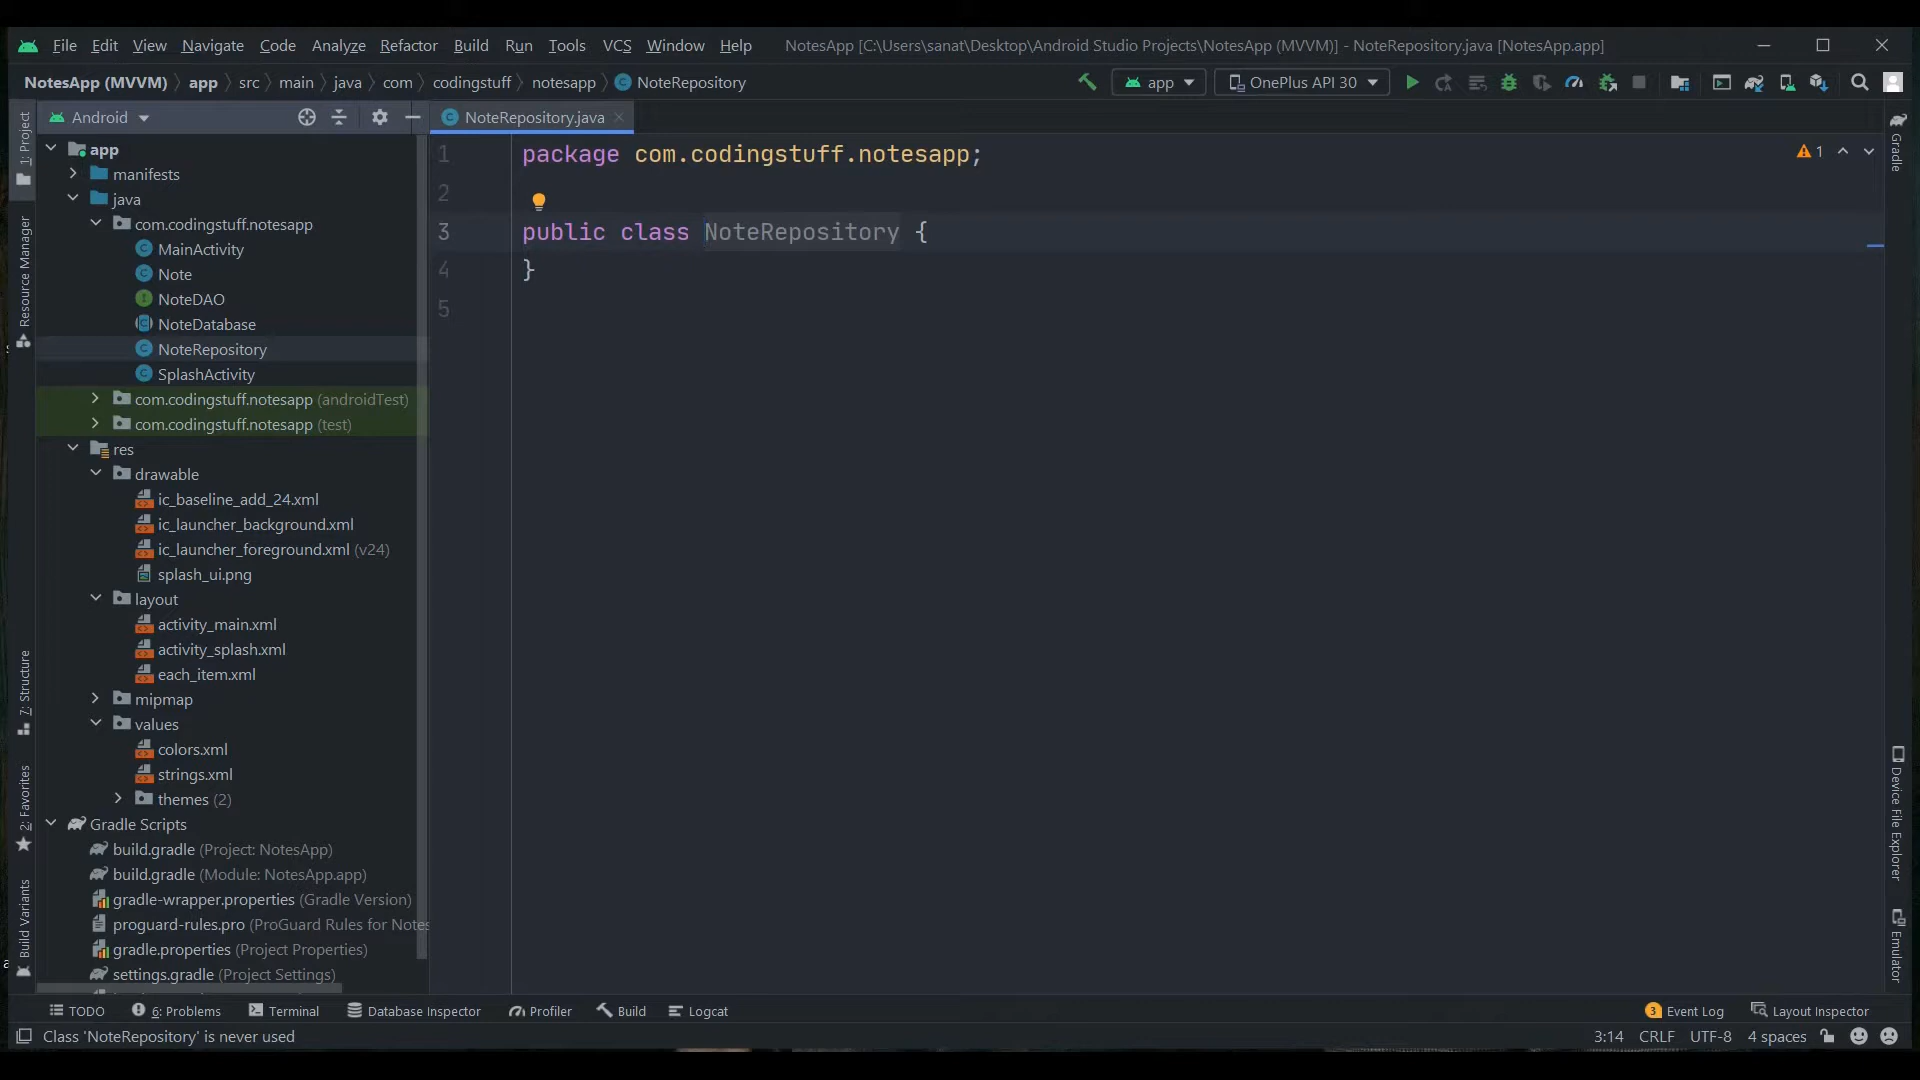 File Edit View Navigate Code Analyze Refactor Build Run Tools VCS Window Help NotesApp [C:\Users\sanat\Desktop\Android Studio Projects\NotesApp (MVVM)] - NoteRepository.java [NotesApp.app]
NotesApp (MVVM) app src main java com codingstuff notesapp NoteRepository app OnePlus API 30
Android
NoteRepository.java
1: Project
Resource Manager
7: Structure
2: Favorites
Build Variants
app
manifests
java
com.codingstuff.notesapp
MainActivity
Note
NoteDAO
NoteDatabase
NoteRepository
SplashActivity
com.codingstuff.notesapp (androidTest)
com.codingstuff.notesapp (test)
res
drawable
ic_baseline_add_24.xml
ic_launcher_background.xml
ic_launcher_foreground.xml (v24)
splash_ui.png
layout
activity_main.xml
activity_splash.xml
each_item.xml
mipmap
values
colors.xml
strings.xml
themes (2)
Gradle Scripts
build.gradle (Project: NotesApp)
build.gradle (Module: NotesApp.app)
gradle-wrapper.properties (Gradle Version)
proguard-rules.pro (ProGuard Rules for Notes
gradle.properties (Project Properties)
settings.gradle (Project Settings)
1 package com.codingstuff.notesapp;
2
3 public class NoteRepository {
4 }
5
1
Gradle
Device File Explorer
Emulator
TODO 6: Problems Terminal Database Inspector Profiler Build Logcat 3 Event Log Layout Inspector
Class 'NoteRepository' is never used 3:14 CRLF UTF-8 4 spaces